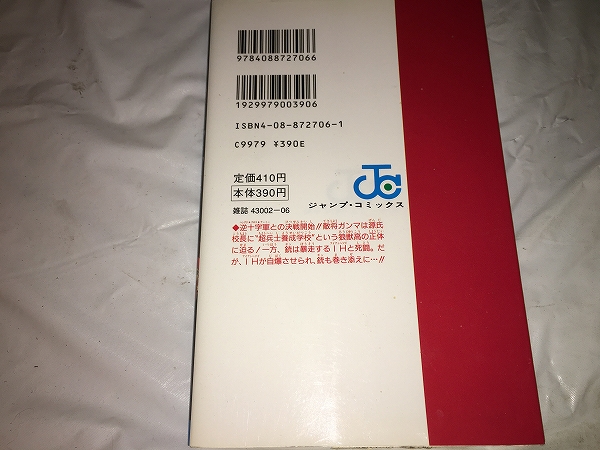 9784088727066
1929979003906
ISBN4-08-872706-1
C9979 ¥390E
定価410円
本体390円
雑誌 43002-06
JC
ジャンプ・コミックス
◆逆十字軍との決戦開始!!敵将ガンマは源氏
校長に"超兵士養成学校"という狼獣高の正体
に迫る!一方、銃は暴走するIHと死闘。だ
が、IHが自爆させられ、銃も巻き添えに…!!